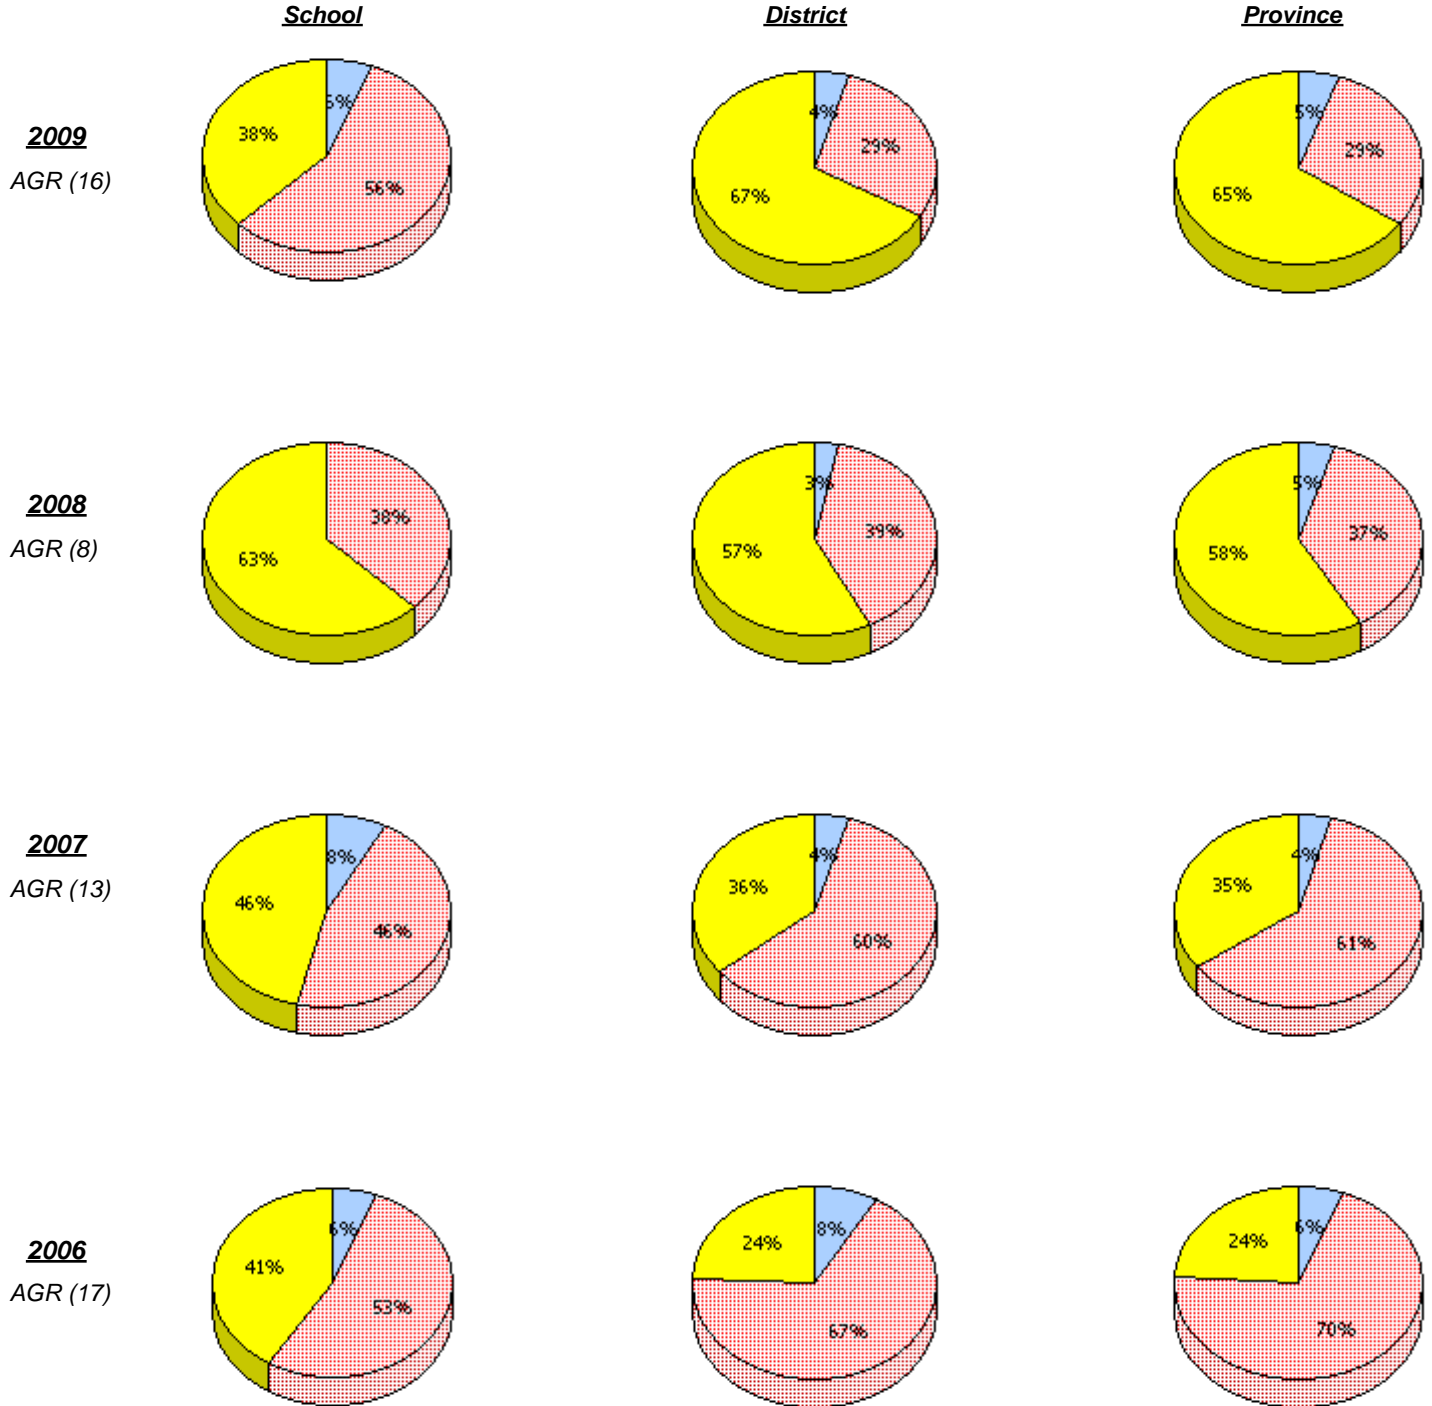 School District Province
2009
AGR (16)
38% 6% 56%
67% 4% 29%
65% 5% 29%
2008
AGR (8)
63% 38%
57% 3% 39%
58% 5% 37%
2007
AGR (13)
46% 8% 46%
36% 4% 60%
35% 4% 61%
2006
AGR (17)
41% 6% 53%
24% 8% 67%
24% 6% 70%